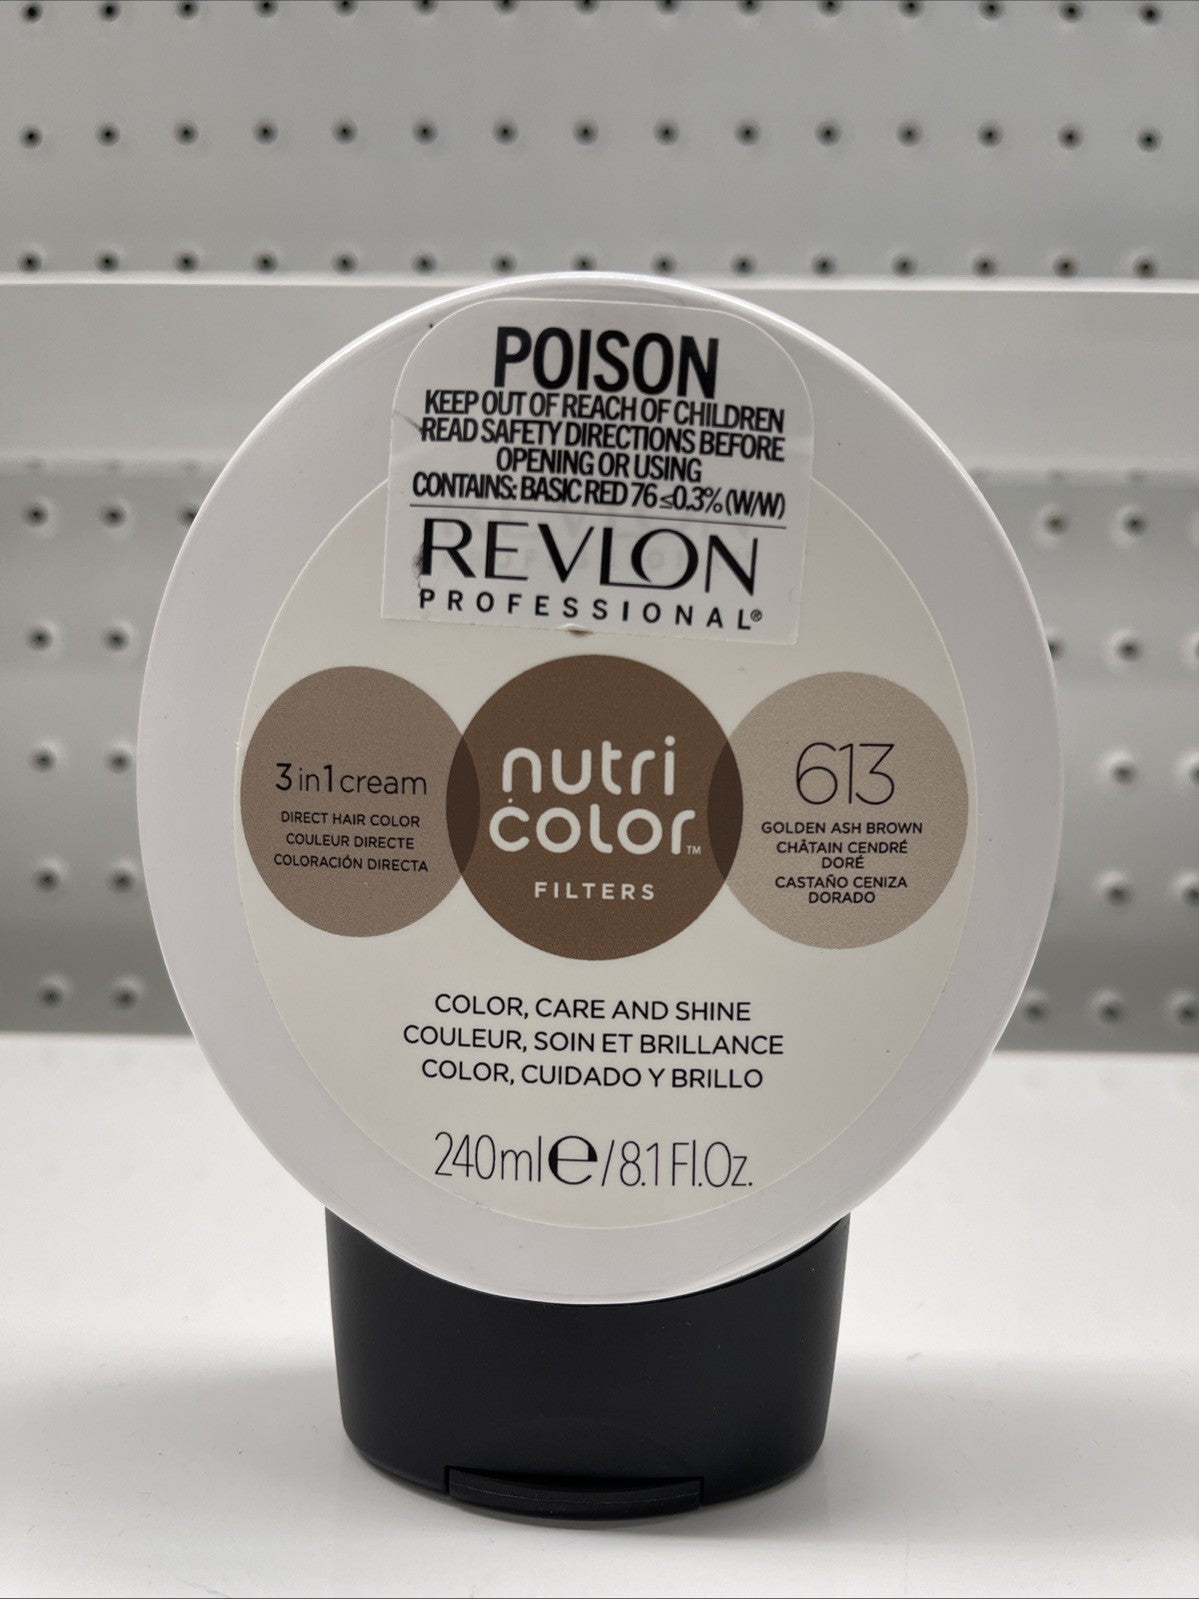 POISON
KEEP OUT OF REACH OF CHILDREN
READ SAFETY DIRECTIONS BEFORE
OPENING OR USING
CONTAINS: BASIC RED 76 ≤0.3% (W/W)
REVLON
PROFESSIONAL®
3 in 1 cream
DIRECT HAIR COLOR
COULEUR DIRECTE
COLORACIÓN DIRECTA
nutri
color™
FILTERS
613
GOLDEN ASH BROWN
CHÂTAIN CENDRÉ
DORÉ
CASTAÑO CENIZA
DORADO
COLOR, CARE AND SHINE
COULEUR, SOIN ET BRILLANCE
COLOR, CUIDADO Y BRILLO
240ml℮/8.1 Fl.Oz.